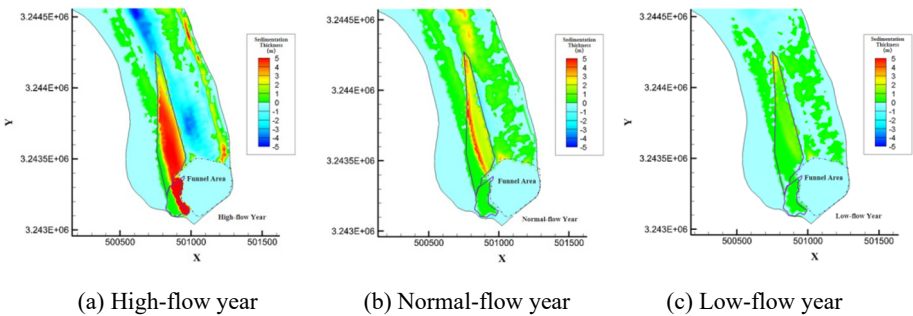 3.2445E+06
3.244E+06
Y
3.2435E+06
3.243E+06
500500 501000 501500
X
Sedimentation
Thickness
(m)
5
4
3
2
1
0
-1
-2
-3
-4
-5
Funnel Area
High-flow Year
(a) High-flow year
3.2445E+06
3.244E+06
3.2435E+06
3.243E+06
500500 501000 501500
X
Sedimentation
Thickness
(m)
5
4
3
2
1
0
-1
-2
-3
-4
-5
Funnel Area
Normal-flow Year
(b) Normal-flow year
3.2445E+06
3.244E+06
Y
3.2435E+06
3.243E+06
500500 501000 501500
X
Sedimentation
Thickness
(m)
5
4
3
2
1
0
-1
-2
-3
-4
-5
Funnel Area
Low-flow Year
(c) Low-flow year